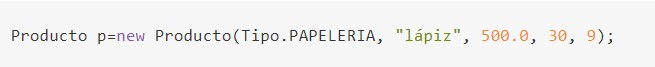 Producto p=new Producto(Tipo.PAPELERIA, "lápiz", 500.0, 30, 9);